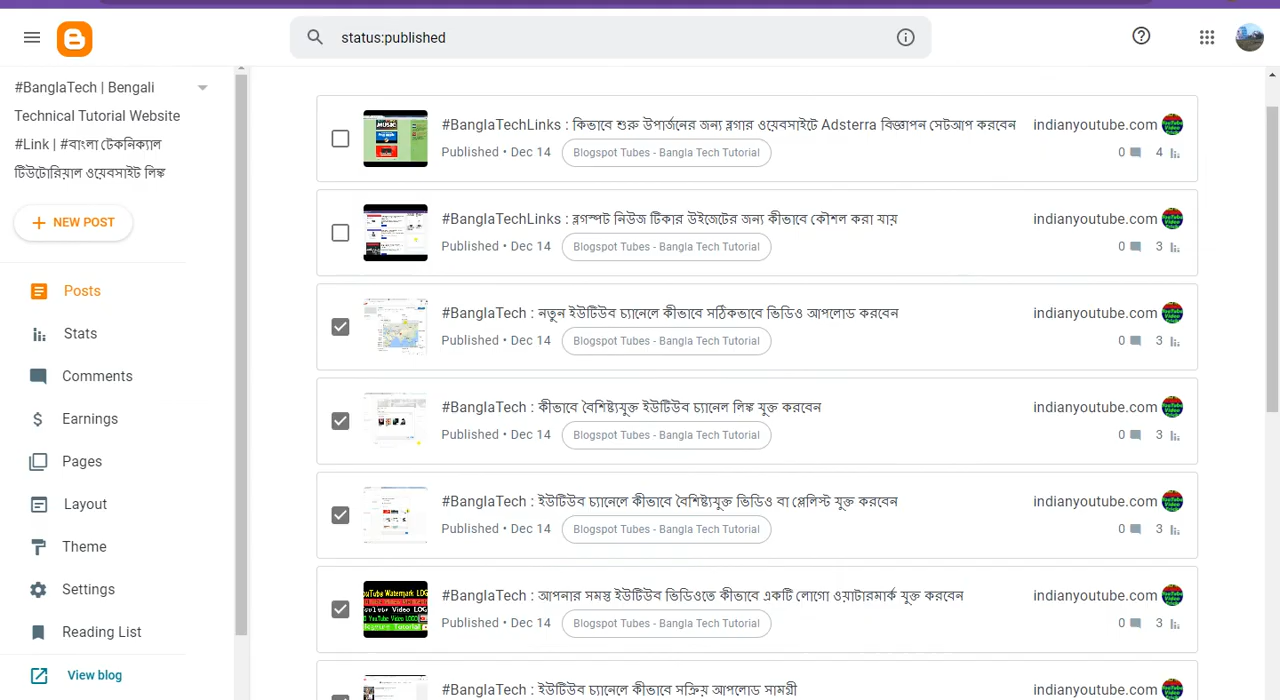 status:published
#BanglaTech | Bengali
Technical Tutorial Website
#Link | #বাংলা টেকনিক্যাল
টিউটোরিয়াল ওয়েবসাইট লিঙ্ক
NEW POST
Posts
Stats
Comments
Earnings
Pages
Layout
Theme
Settings
Reading List
View blog
#BanglaTechLinks : কিভাবে শুরু উপার্জনের জন্য ব্লগার ওয়েবসাইটে Adsterra বিজ্ঞাপন সেটআপ করবেন indianyoutube.com
Published • Dec 14 Blogspot Tubes - Bangla Tech Tutorial 0 4
#BanglaTechLinks : ব্লগস্পট নিউজ টিকার উইজেটের জন্য কীভাবে কৌশল করা যায় indianyoutube.com
Published • Dec 14 Blogspot Tubes - Bangla Tech Tutorial 0 3
#BanglaTech : নতুন ইউটিউব চ্যানেলে কীভাবে সঠিকভাবে ভিডিও আপলোড করবেন indianyoutube.com
Published • Dec 14 Blogspot Tubes - Bangla Tech Tutorial 0 3
#BanglaTech : কীভাবে বৈশিষ্ট্যযুক্ত ইউটিউব চ্যানেল লিঙ্ক যুক্ত করবেন indianyoutube.com
Published • Dec 14 Blogspot Tubes - Bangla Tech Tutorial 0 3
#BanglaTech : ইউটিউব চ্যানেলে কীভাবে বৈশিষ্ট্যযুক্ত ভিডিও বা প্লেলিস্ট যুক্ত করবেন indianyoutube.com
Published • Dec 14 Blogspot Tubes - Bangla Tech Tutorial 0 3
#BanglaTech : আপনার সমস্ত ইউটিউব ভিডিওতে কীভাবে একটি লোগো ওয়াটারমার্ক যুক্ত করবেন indianyoutube.com
Published • Dec 14 Blogspot Tubes - Bangla Tech Tutorial 0 3
#BanglaTech : ইউটিউব চ্যানেলে কীভাবে সক্রিয় আপলোড সামগ্রী indianyoutube.com